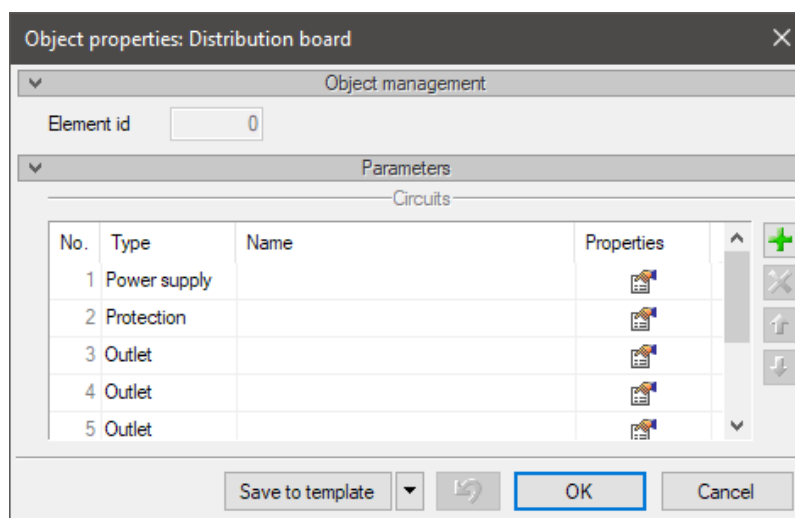 Object properties: Distribution board
Object management
Element id 0
Parameters
Circuits
No. Type Name Properties
1 Power supply
2 Protection
3 Outlet
4 Outlet
5 Outlet
Save to template OK Cancel